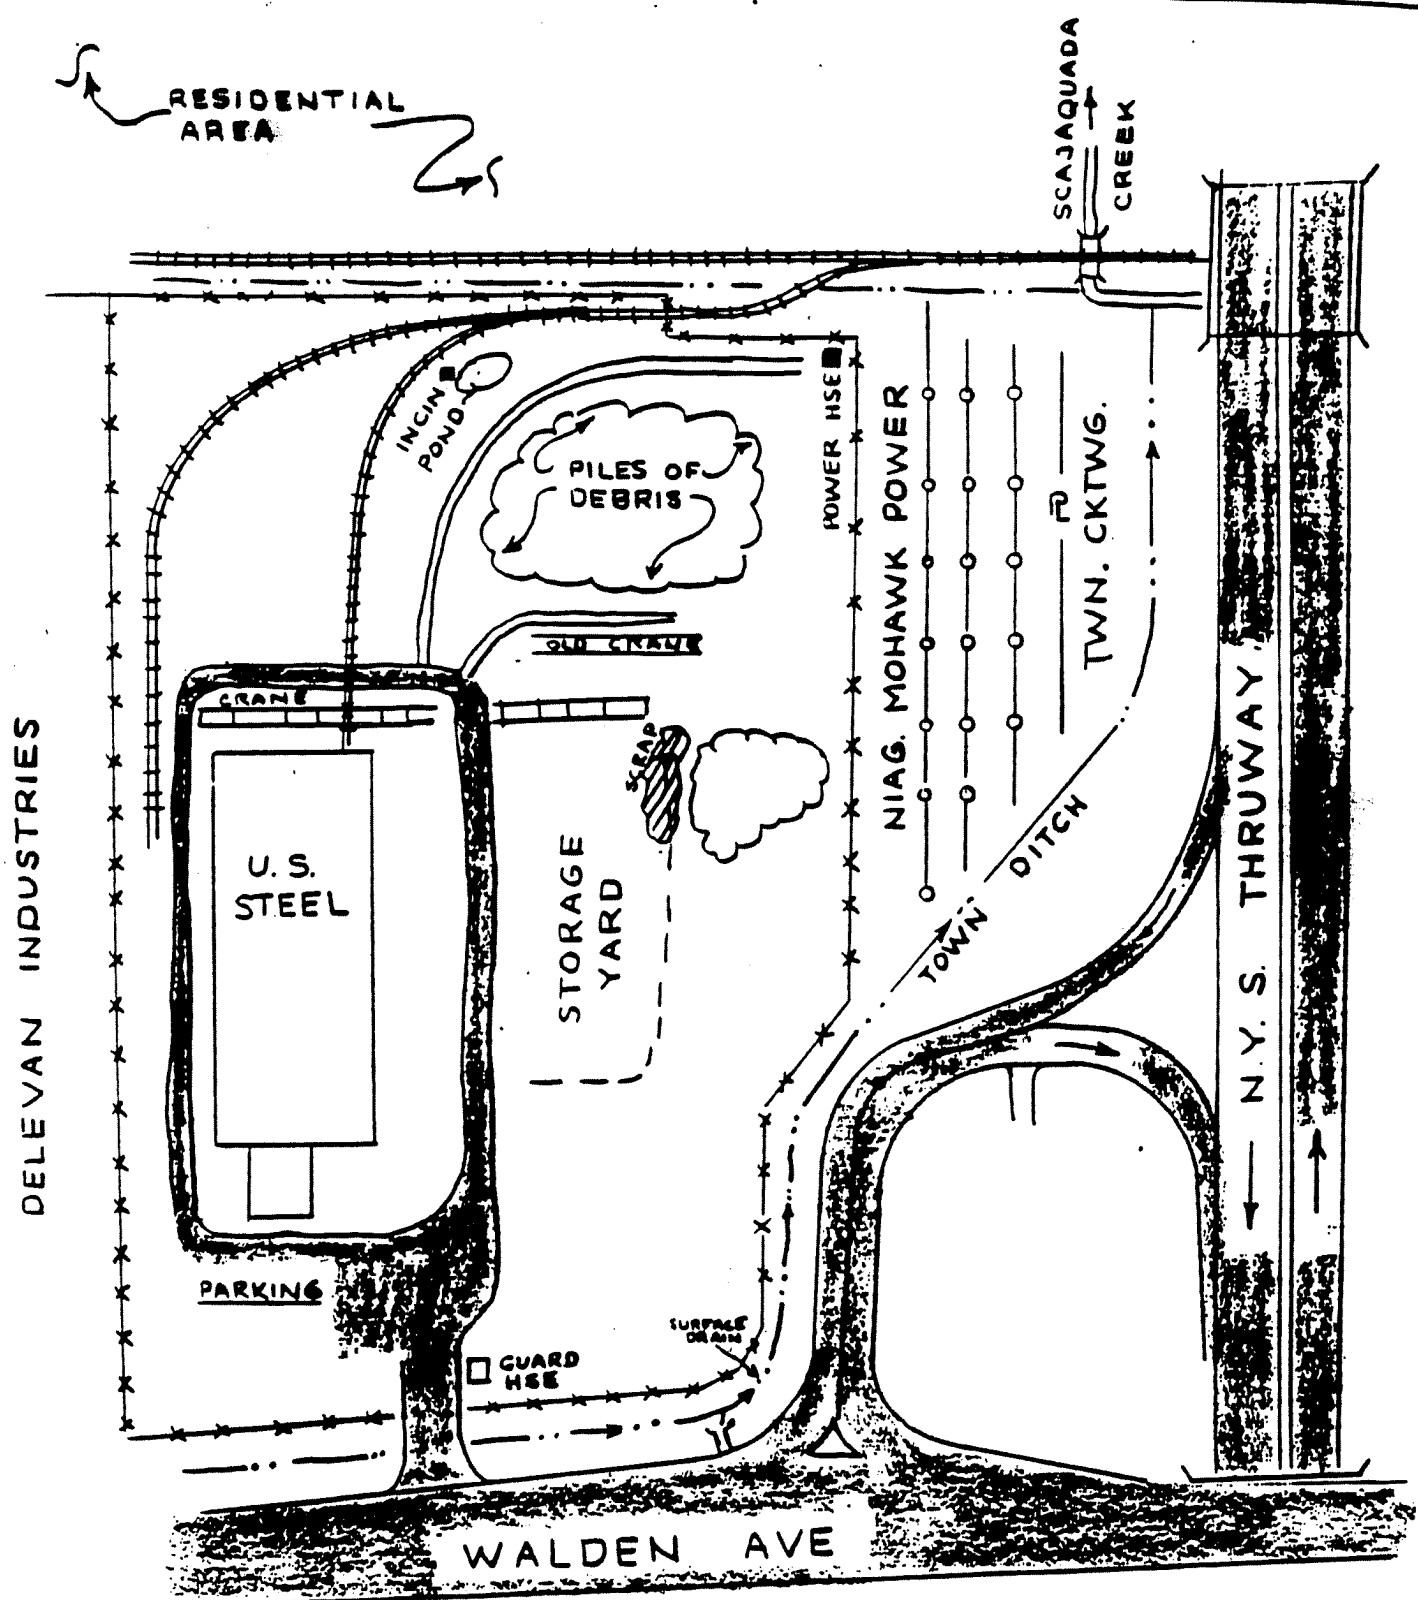 RESIDENTIAL
AREA
SCAJAQUADA
CREEK
INCIN
POND
PILES OF
DEBRIS
POWER HSE
NIAG. MOHAWK POWER
TWN. CKTWG.
OLD CRANE
CRANE
SCRAP
U.S.
STEEL
STORAGE
YARD
TOWN DITCH
DELEVAN INDUSTRIES
N.Y.S. THRUWAY
PARKING
SURFACE
DRAIN
GUARD
HSE
WALDEN AVE